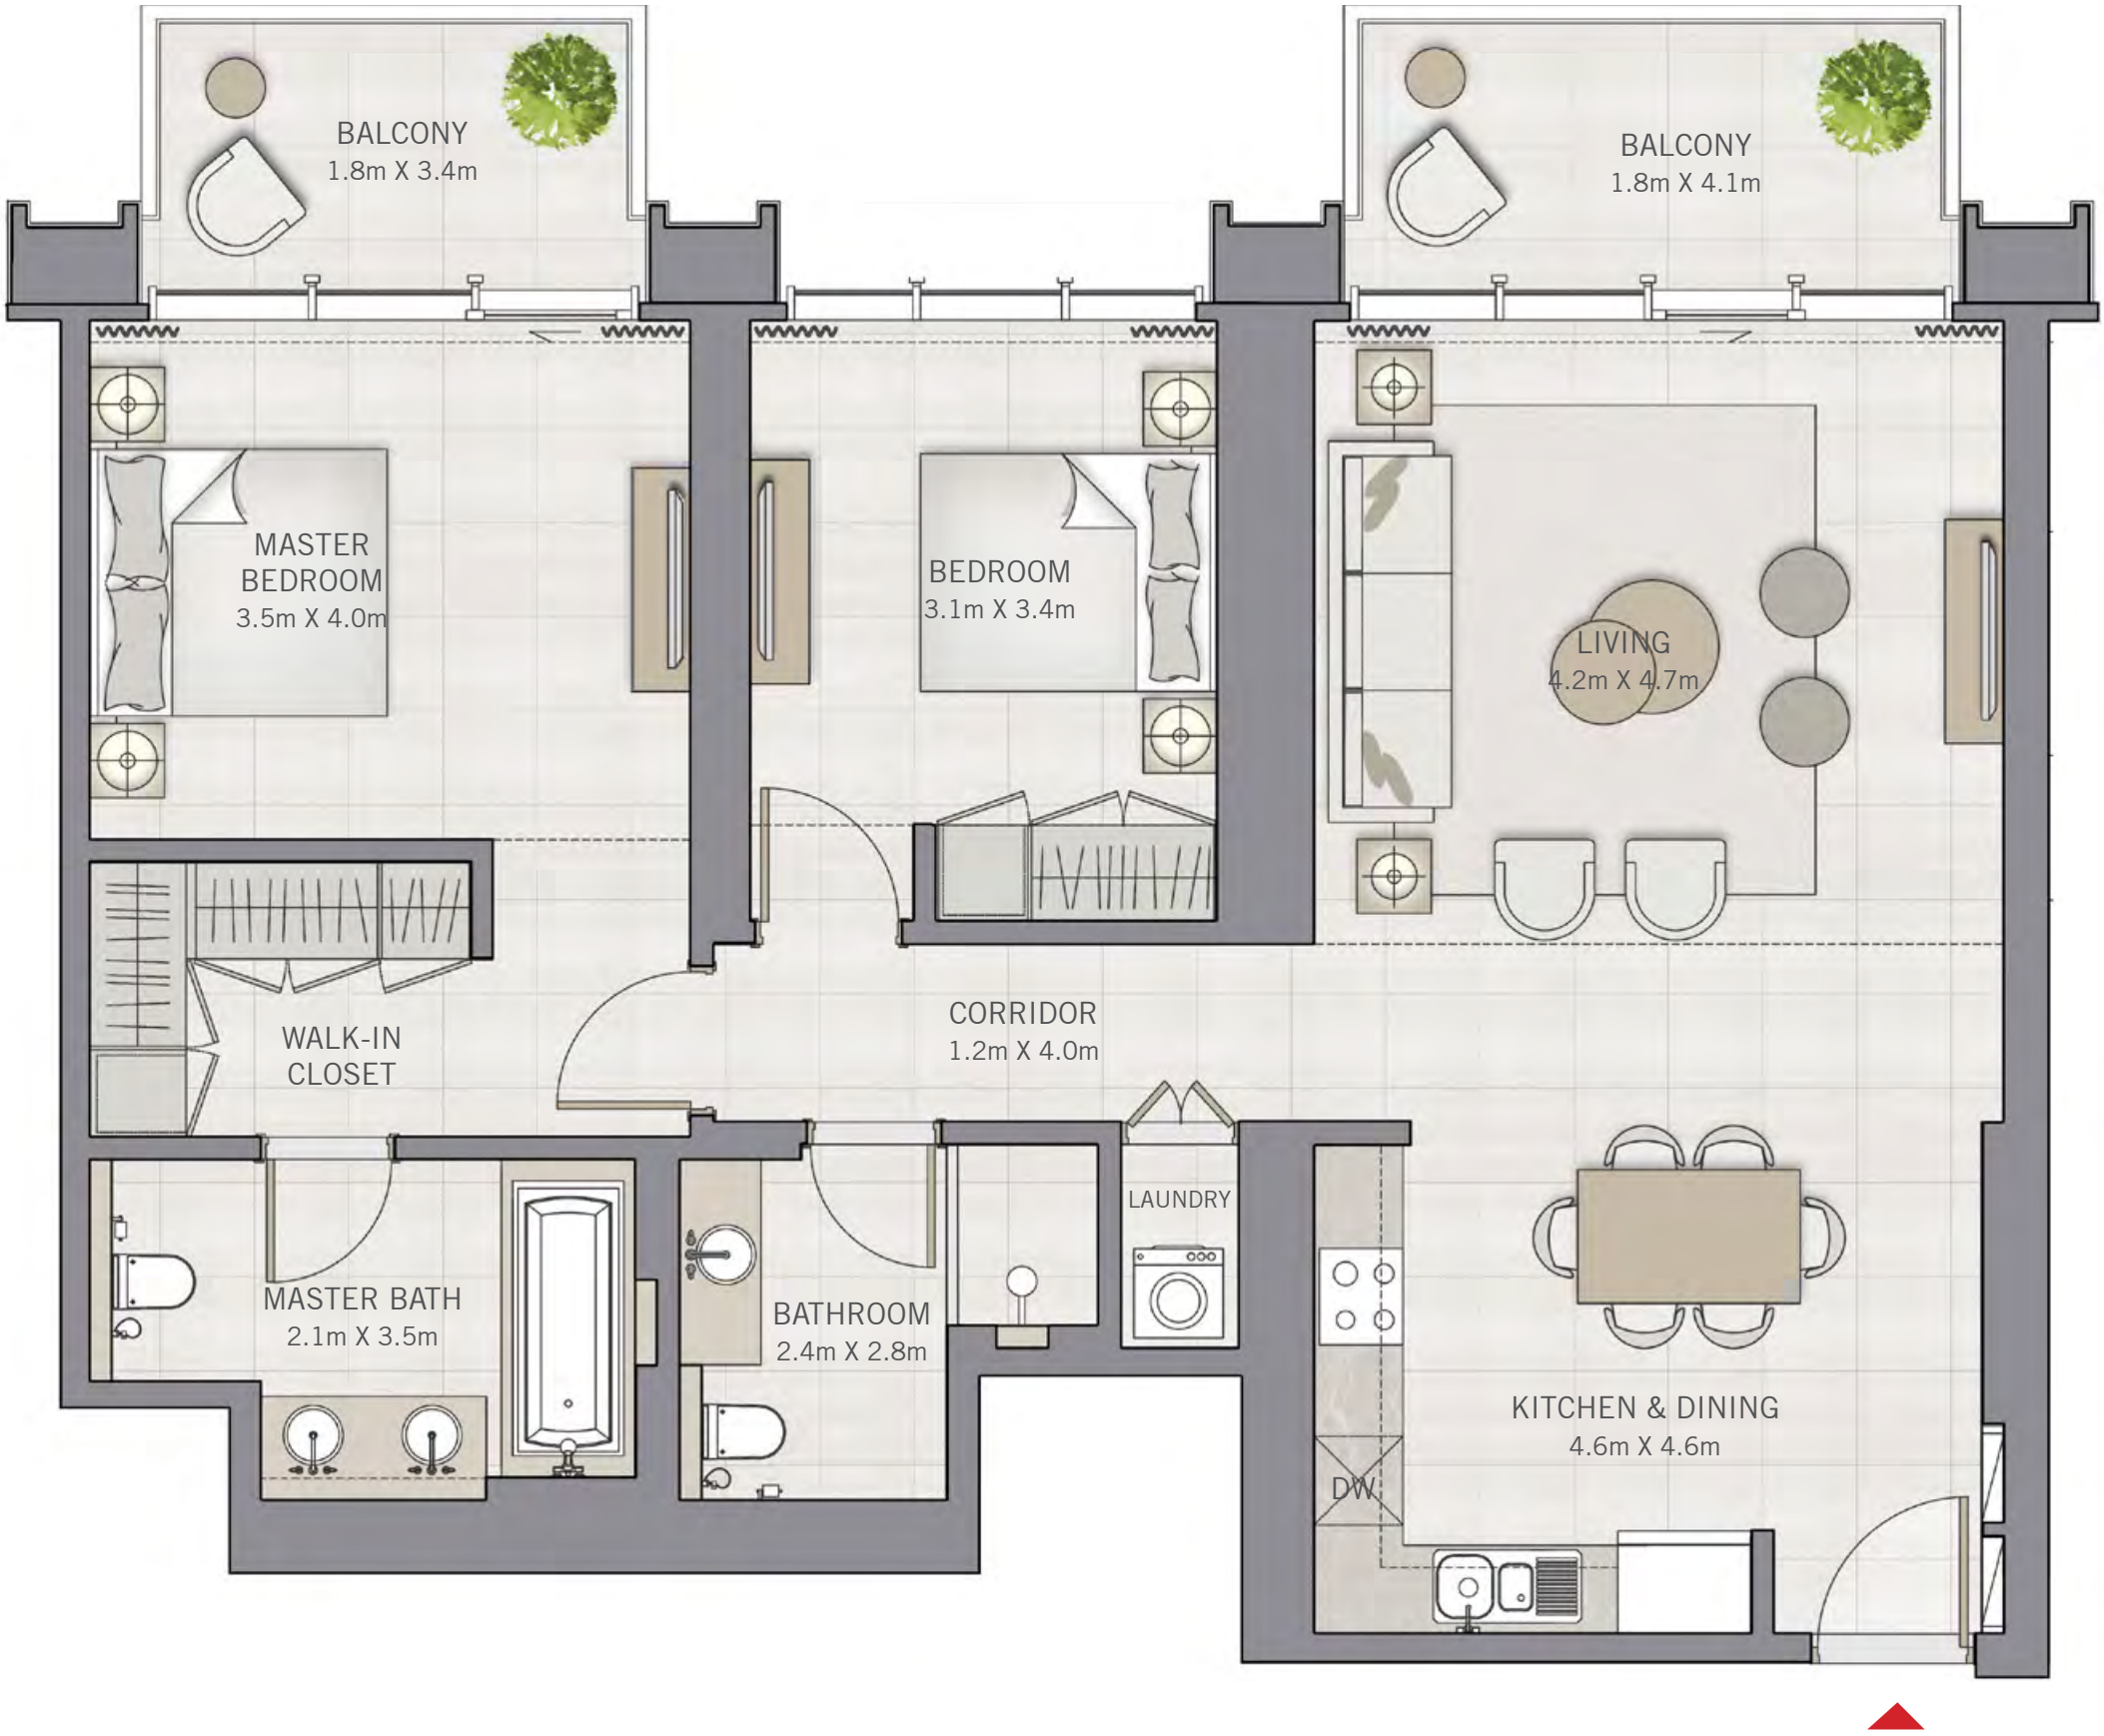 BALCONY
1.8m X 3.4m
BALCONY
1.8m X 4.1m
MASTER
BEDROOM
3.5m X 4.0m
BEDROOM
3.1m X 3.4m
LIVING
4.2m X 4.7m
WALK-IN
CLOSET
CORRIDOR
1.2m X 4.0m
LAUNDRY
MASTER BATH
2.1m X 3.5m
BATHROOM
2.4m X 2.8m
KITCHEN & DINING
4.6m X 4.6m
DW